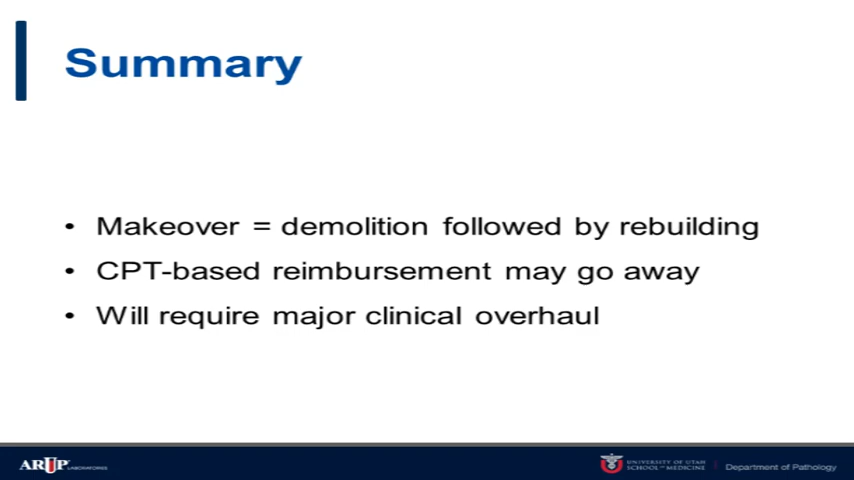 Summary
• Makeover = demolition followed by rebuilding
• CPT-based reimbursement may go away
• Will require major clinical overhaul
ARUP LABORATORIES
UNIVERSITY OF UTAH
SCHOOL OF MEDICINE
Department of Pathology